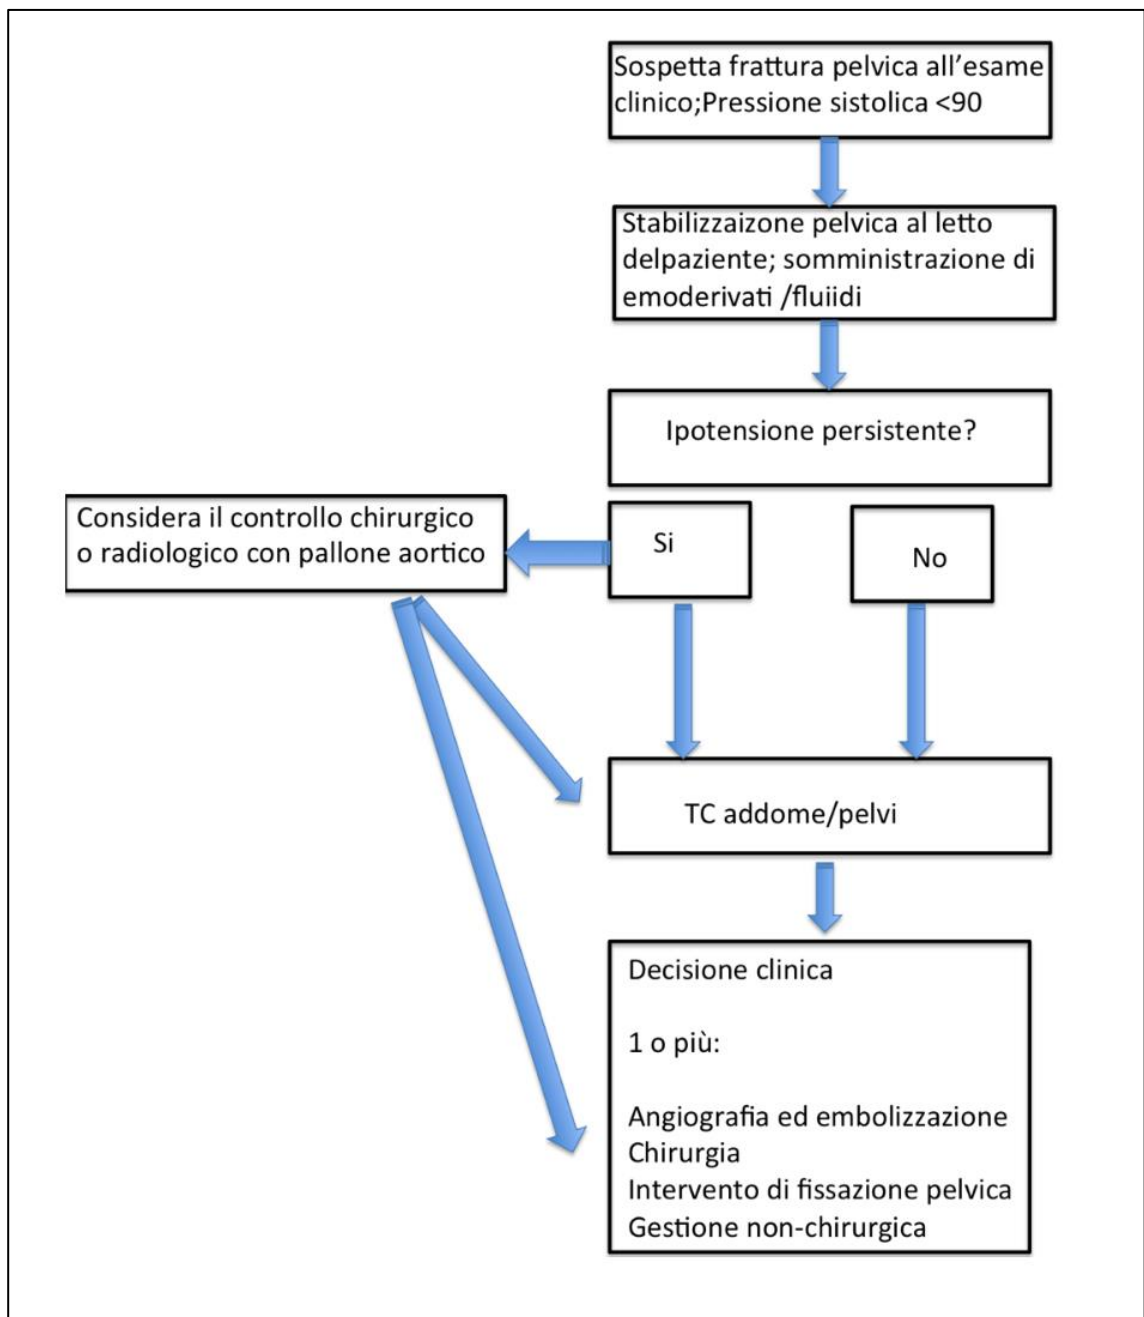 Sospetta frattura pelvica all'esame
clinico;Pressione sistolica <90
Stabilizzaizone pelvica al letto
delpaziente; somministrazione di
emoderivati /fluiidi
Ipotensione persistente?
Considera il controllo chirurgico
o radiologico con pallone aortico
Si
No
TC addome/pelvi
Decisione clinica
1 o più:
Angiografia ed embolizzazione
Chirurgia
Intervento di fissazione pelvica
Gestione non-chirurgica